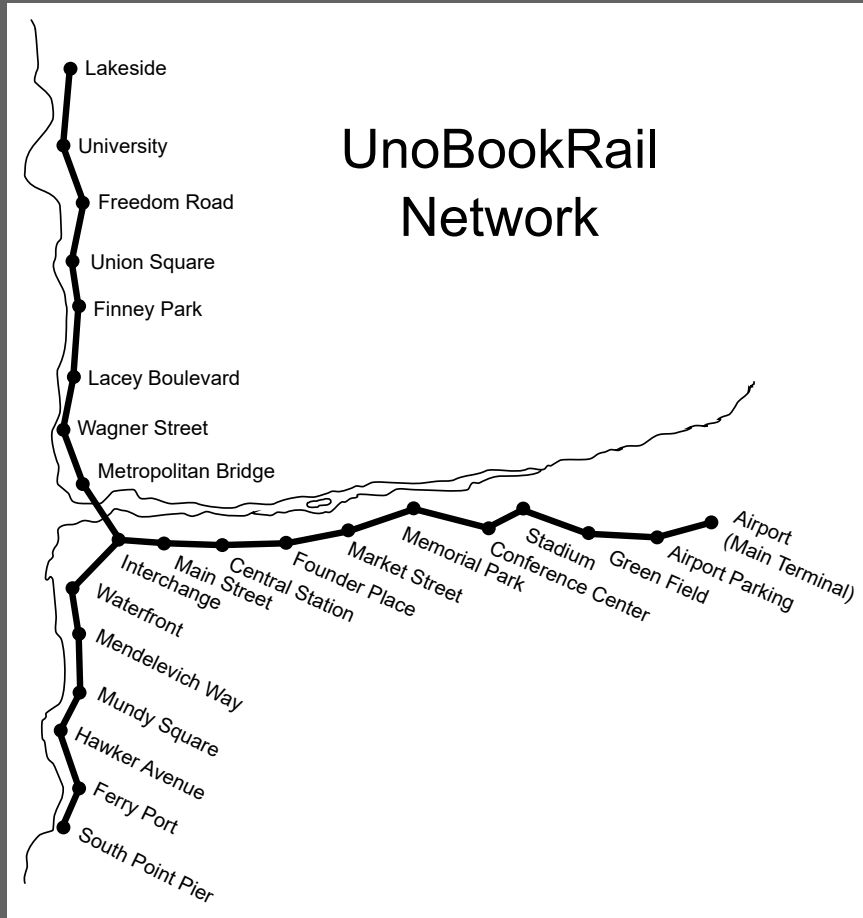 UnoBookRail
Network
Lakeside
University
Freedom Road
Union Square
Finney Park
Lacey Boulevard
Wagner Street
Metropolitan Bridge
Interchange
Main Street
Central Station
Founder Place
Market Street
Memorial Park
Conference Center
Stadium
Green Field
Airport Parking
Airport
(Main Terminal)
Waterfront
Mendelevich Way
Mundy Square
Hawker Avenue
Ferry Port
South Point Pier